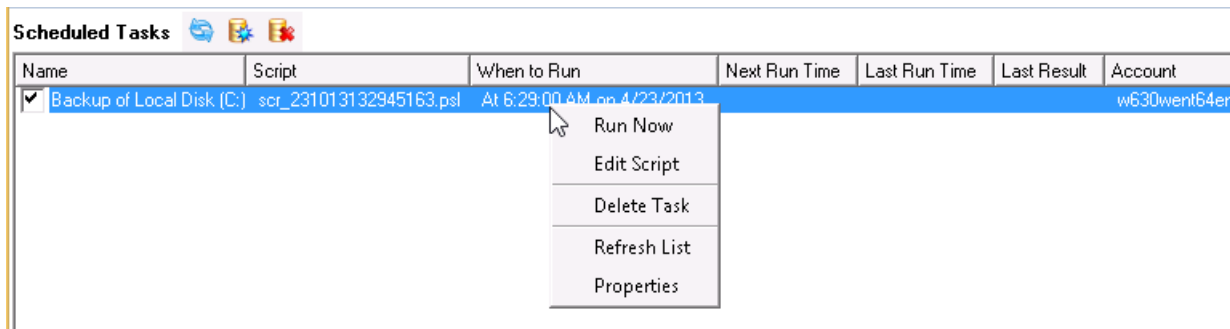 Scheduled Tasks
Name Script When to Run Next Run Time Last Run Time Last Result Account
Backup of Local Disk (C:) scr_231013132945163.psl At 6:29:00 AM on 4/23/2013 w630went64er
Run Now
Edit Script
Delete Task
Refresh List
Properties